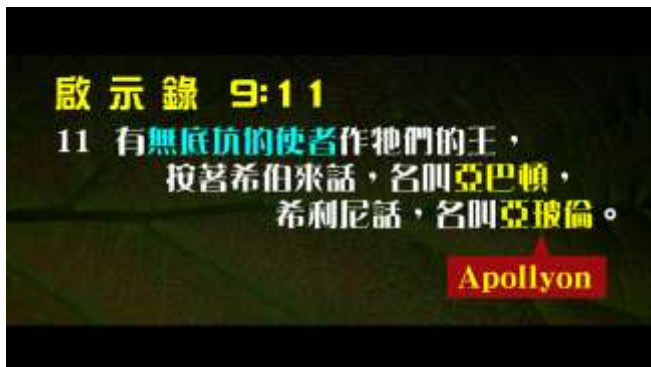 啟示錄 9:11
11 有無底坑的使者作牠們的王，
按著希伯來話，名叫亞巴頓，
希利尼話，名叫亞玻倫。
Apollyon